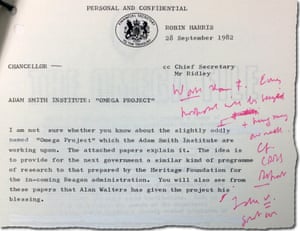 PERSONAL AND CONFIDENTIAL
ROBIN HARRIS
28 September 1982
CHANCELLOR
cc Chief Secretary
Mr Ridley
ADAM SMITH INSTITUTE: "OMEGA PROJECT"
I am not sure whether you know about the slightly oddly
named "Omega Project" which the Adam Smith Institute are
working upon. The attached papers explain it. The idea is
to provide for the next government a similar kind of programme
of research to that prepared by the Heritage Foundation for
the in-coming Reagan administration. You will also see from
these papers that Alan Walters has given the project his
blessing.